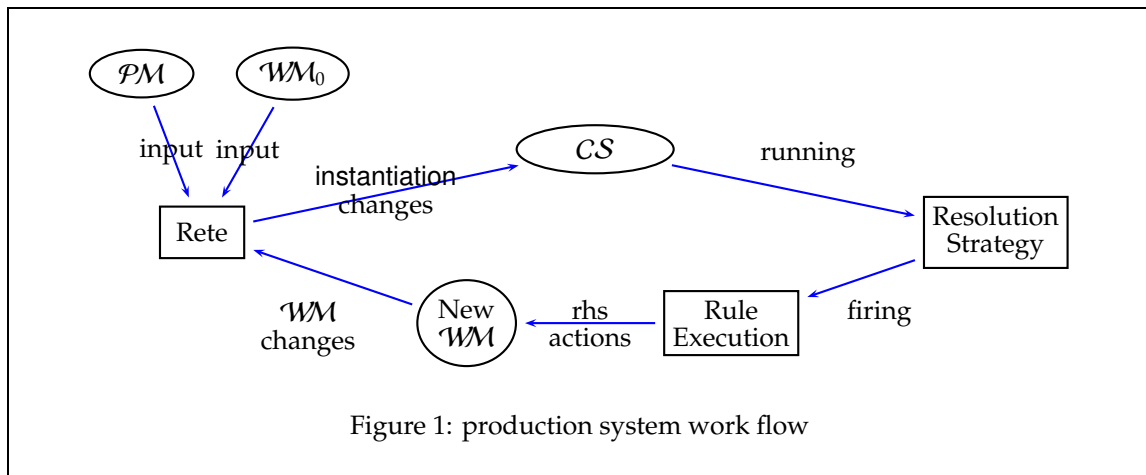 𝒫ℳ
𝒲ℳ₀
input
input
instantiation
changes
𝒞𝒮
running
Rete
Resolution
Strategy
𝒲ℳ
changes
New
𝒲ℳ
rhs
actions
Rule
Execution
firing
Figure 1: production system work flow